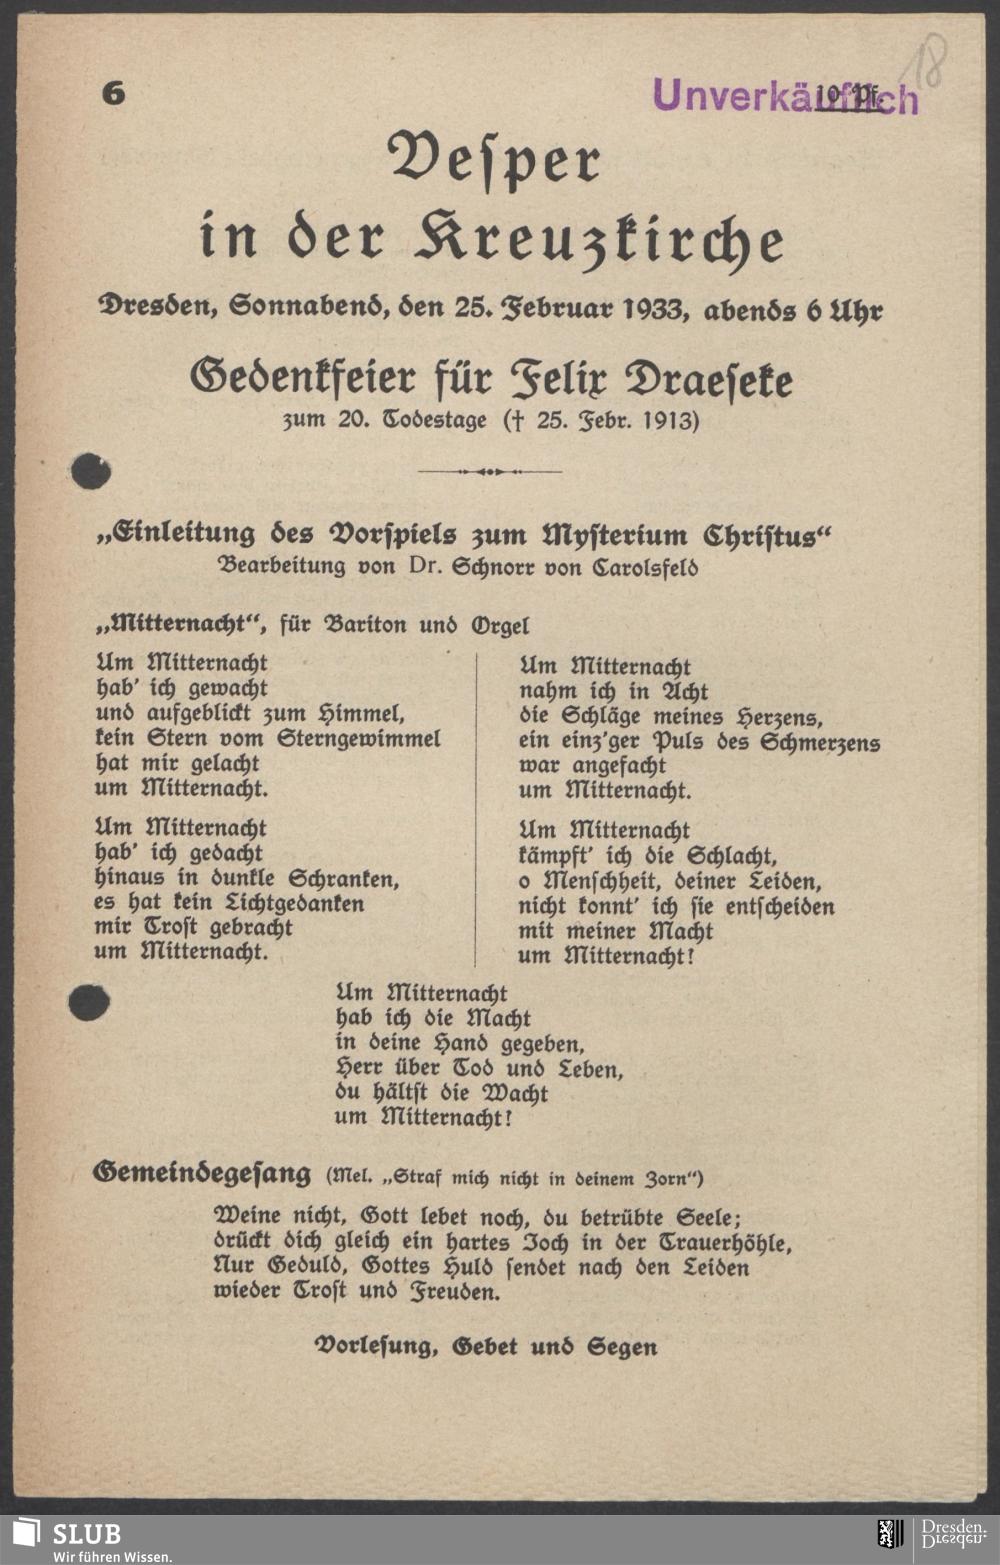 18
6
Unverkäuflich
10 Pf.
Vesper
in der Kreuzkirche
Dresden, Sonnabend, den 25. Februar 1933, abends 6 Uhr
Gedenkfeier für Felix Draeseke
zum 20. Todestage († 25. Febr. 1913)
„Einleitung des Vorspiels zum Mysterium Christus“
Bearbeitung von Dr. Schnorr von Carolsfeld
„Mitternacht“, für Bariton und Orgel
Um Mitternacht
hab' ich gewacht
und aufgeblickt zum Himmel,
kein Stern vom Sterngewimmel
hat mir gelacht
um Mitternacht.
Um Mitternacht
hab' ich gedacht
hinaus in dunkle Schranken,
es hat kein Lichtgedanken
mir Trost gebracht
um Mitternacht.
Um Mitternacht
nahm ich in Acht
die Schläge meines Herzens,
ein einz'ger Puls des Schmerzens
war angefacht
um Mitternacht.
Um Mitternacht
kämpft' ich die Schlacht,
o Menschheit, deiner Leiden,
nicht konnt' ich sie entscheiden
mit meiner Macht
um Mitternacht!
Um Mitternacht
hab ich die Macht
in deine Hand gegeben,
Herr über Tod und Leben,
du hältst die Wacht
um Mitternacht!
Gemeindegesang (Mel. „Straf mich nicht in deinem Zorn“)
Weine nicht, Gott lebet noch, du betrübte Seele;
drückt dich gleich ein hartes Joch in der Trauerhöhle,
Nur Geduld, Gottes Huld sendet nach den Leiden
wieder Trost und Freuden.
Vorlesung, Gebet und Segen
SLUB
Wir führen Wissen.
Dresden.
Dresden.